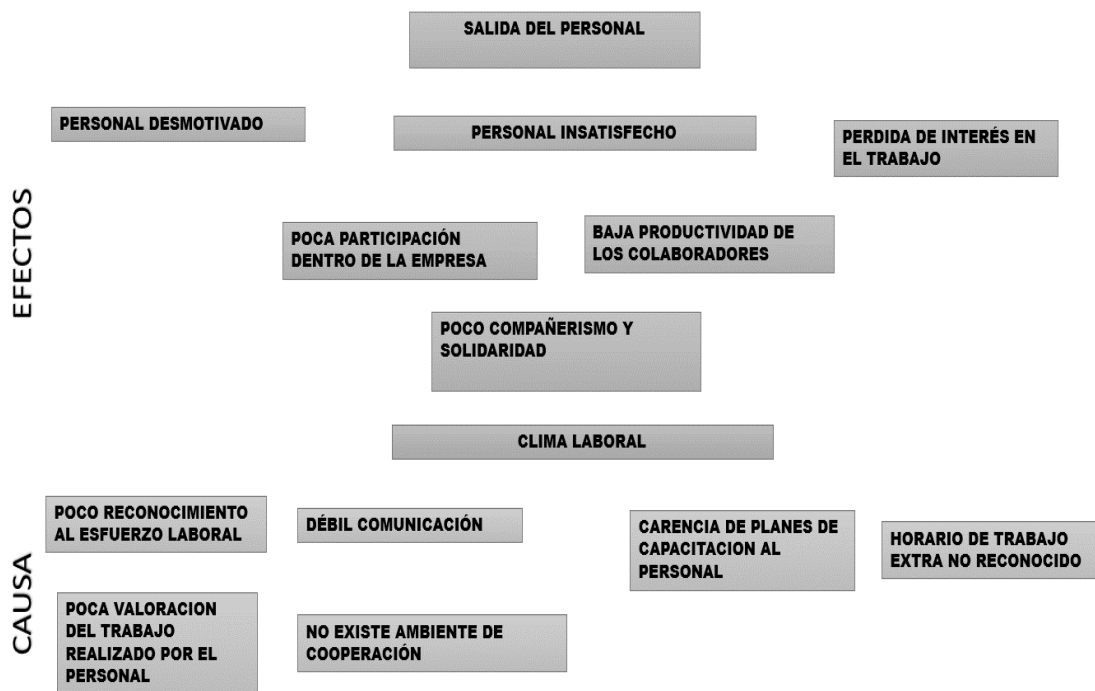 SALIDA DEL PERSONAL
PERSONAL DESMOTIVADO
PERSONAL INSATISFECHO
PERDIDA DE INTERÉS EN
EL TRABAJO
EFECTOS
POCA PARTICIPACIÓN
DENTRO DE LA EMPRESA
BAJA PRODUCTIVIDAD DE
LOS COLABORADORES
POCO COMPAÑERISMO Y
SOLIDARIDAD
CLIMA LABORAL
CAUSA
POCO RECONOCIMIENTO
AL ESFUERZO LABORAL
DÉBIL COMUNICACIÓN
CARENCIA DE PLANES DE
CAPACITACION AL
PERSONAL
HORARIO DE TRABAJO
EXTRA NO RECONOCIDO
POCA VALORACION
DEL TRABAJO
REALIZADO POR EL
PERSONAL
NO EXISTE AMBIENTE DE
COOPERACIÓN